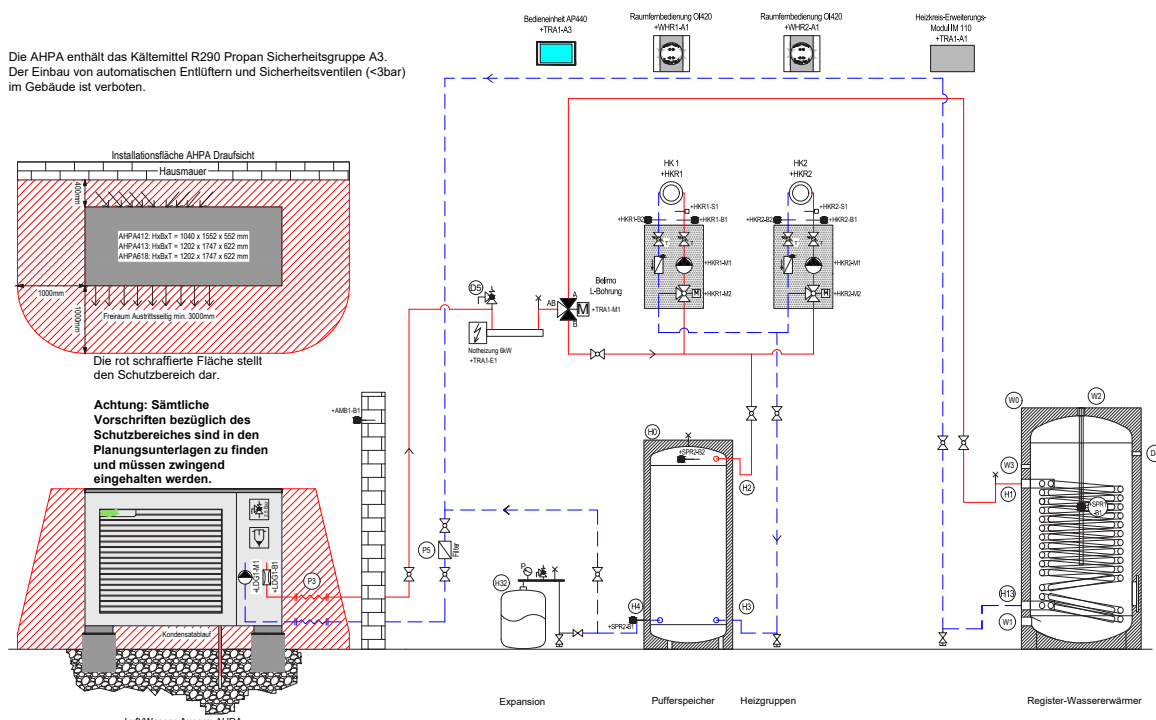 Bedieneinheit AP440
+TRA1-A3
Raumfernbedienung OI420
+WHR1-A1
Raumfernbedienung OI420
+WHR2-A1
Heizkreis-Erweiterungs-
Modul IM 110
+TRA1-A1
Die AHPA enthält das Kältemittel R290 Propan Sicherheitsgruppe A3.
Der Einbau von automatischen Entlüftern und Sicherheitsventilen (<3bar)
im Gebäude ist verboten.
Installationsfläche AHPA Draufsicht
Hausmauer
400mm
AHPA412: HxBxT = 1040 x 1552 x 552 mm
AHPA413: HxBxT = 1202 x 1747 x 622 mm
AHPA618: HxBxT = 1202 x 1747 x 622 mm
1000mm
1000mm
Freiraum Austrittsseitig min. 3000mm
Die rot schraffierte Fläche stellt
den Schutzbereich dar.
Achtung: Sämtliche
Vorschriften bezüglich des
Schutzbereiches sind in den
Planungsunterlagen zu finden
und müssen zwingend
eingehalten werden.
HK 1
+HKR1
HK2
+HKR2
+HKR1-S1
+HKR1-B2
+HKR1-B1
+HKR1-M1
+HKR1-M2
+HKR2-S1
+HKR2-B2
+HKR2-B1
+HKR2-M1
+HKR2-M2
D5
AB
A
B
M
Belimo
L-Bohrung
+TRA1-M1
M
M
Notheizung 6kW
+TRA1-E1
+AMB1-B1
+LDG1-M1
+LDG1-B1
P3
Kondensatablauf
P5
Filter
H32
P
H0
+SPR2-B2
H2
H4
+SPR2-B1
H3
W0
W2
W3
H1
+SPR1
-B1
H13
W1
Expansion
Pufferspeicher
Heizgruppen
Register-Wassererwärmer